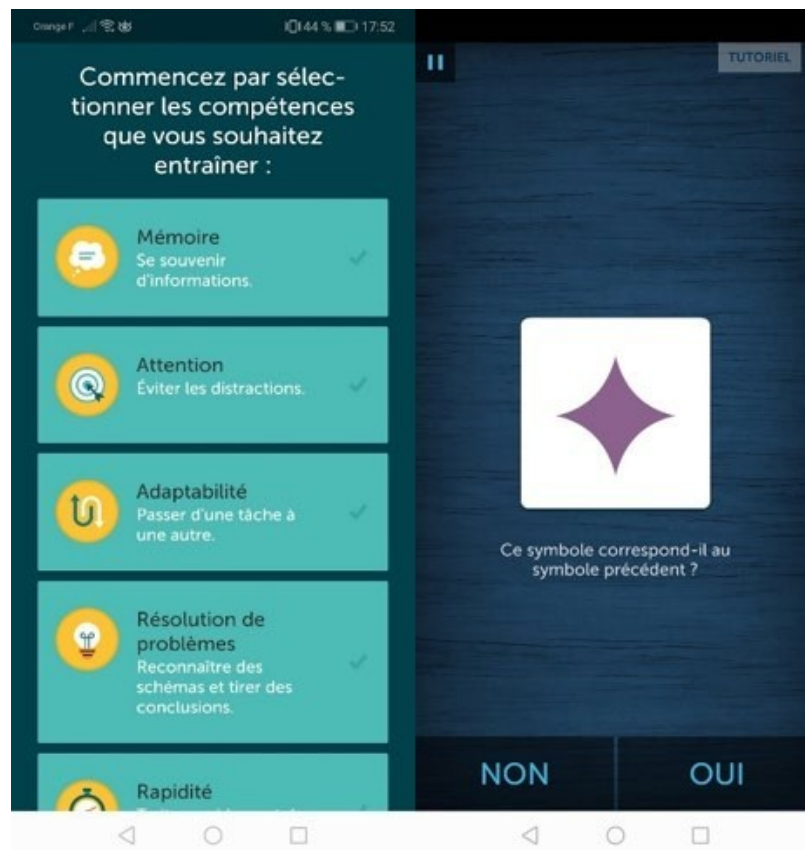 Orange F 44 % 17:52
Commencez par sélec-
tionner les compétences
que vous souhaitez
entraîner :
Mémoire
Se souvenir
d'informations.
Attention
Éviter les distractions.
Adaptabilité
Passer d'une tâche à
une autre.
Résolution de
problèmes
Reconnaître des
schémas et tirer des
conclusions.
Rapidité
TUTORIEL
Ce symbole correspond-il au
symbole précédent ?
NON OUI